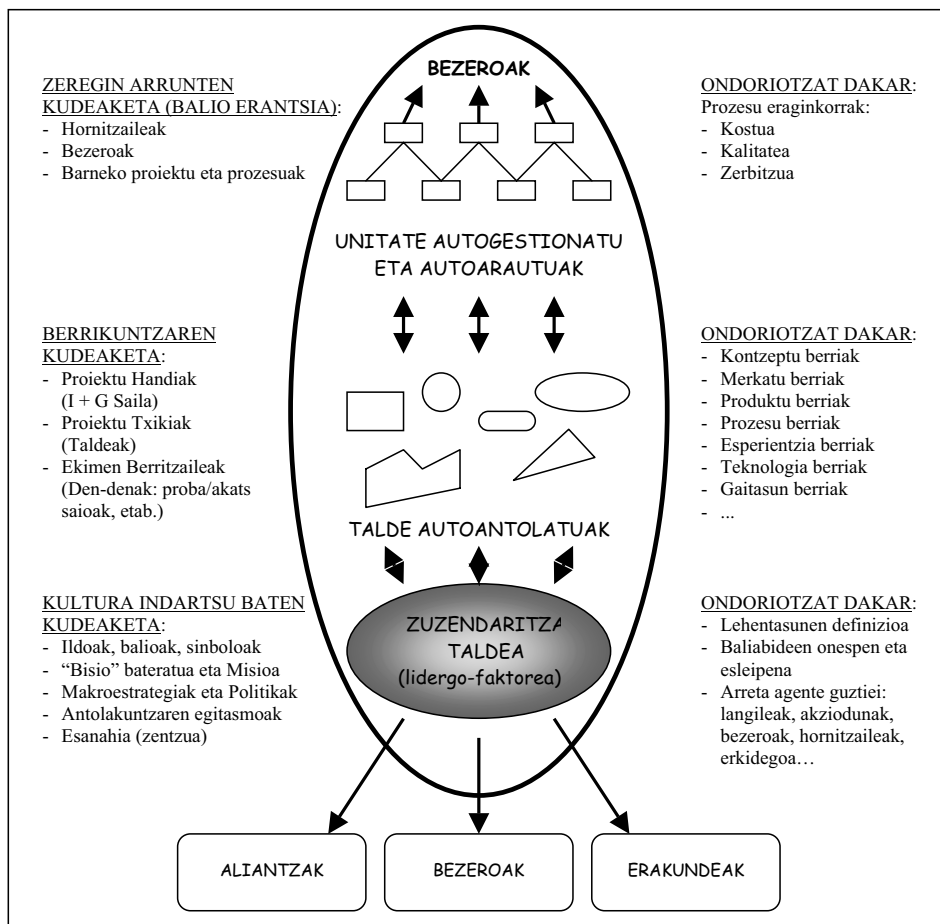 BEZEROAK
ZEREGIN ARRUNTEN
KUDEAKETA (BALIO ERANTSIA):
- Hornitzaileak
- Bezeroak
- Barneko proiektu eta prozesuak
ONDORIOTZAT DAKAR:
Prozesu eraginkorrak:
- Kostua
- Kalitatea
- Zerbitzua
UNITATE AUTOGESTIONATU
ETA AUTOARAUTUAK
BERRIKUNTZAREN
KUDEAKETA:
- Proiektu Handiak
(I + G Saila)
- Proiektu Txikiak
(Taldeak)
- Ekimen Berritzaileak
(Den-denak: proba/akats
saioak, etab.)
ONDORIOTZAT DAKAR:
- Kontzeptu berriak
- Merkatu berriak
- Produktu berriak
- Prozesu berriak
- Esperientzia berriak
- Teknologia berriak
- Gaitasun berriak
- ...
TALDE AUTOANTOLATUAK
KULTURA INDARTSU BATEN
KUDEAKETA:
- Ildoak, balioak, sinboloak
- “Bisio” bateratua eta Misioa
- Makroestrategiak eta Politikak
- Antolakuntzaren egitasmoak
- Esanahia (zentzua)
ZUZENDARITZA
TALDEA
(lidergo-faktorea)
ONDORIOTZAT DAKAR:
- Lehentasunen definizioa
- Baliabideen onespen eta
esleipena
- Arreta agente guztiei:
langileak, akziodunak,
bezeroak, hornitzaileak,
erkidegoa…
ALIANTZAK
BEZEROAK
ERAKUNDEAK